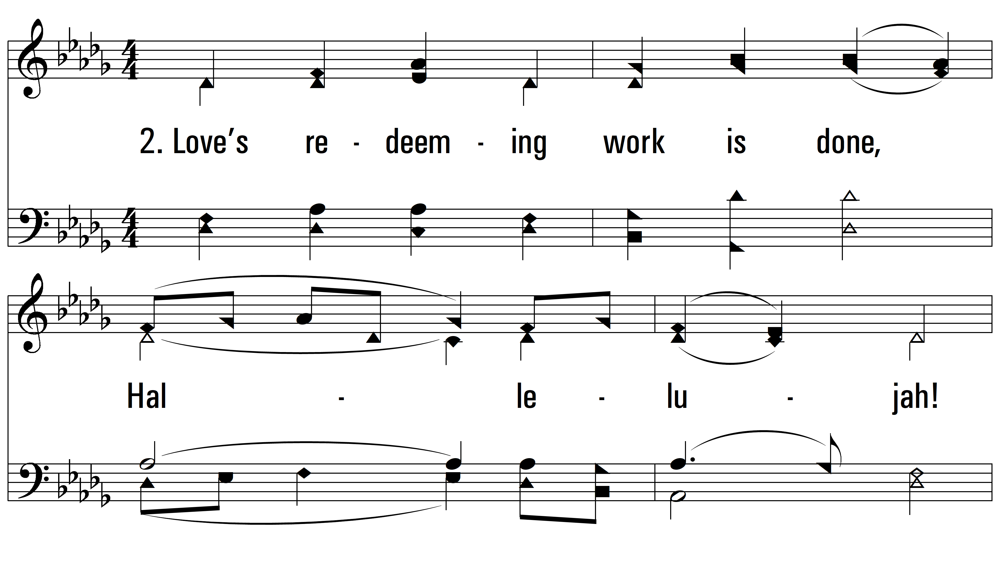 2. Love’s re - deem - ing work is done,
Hal - le - lu - jah!